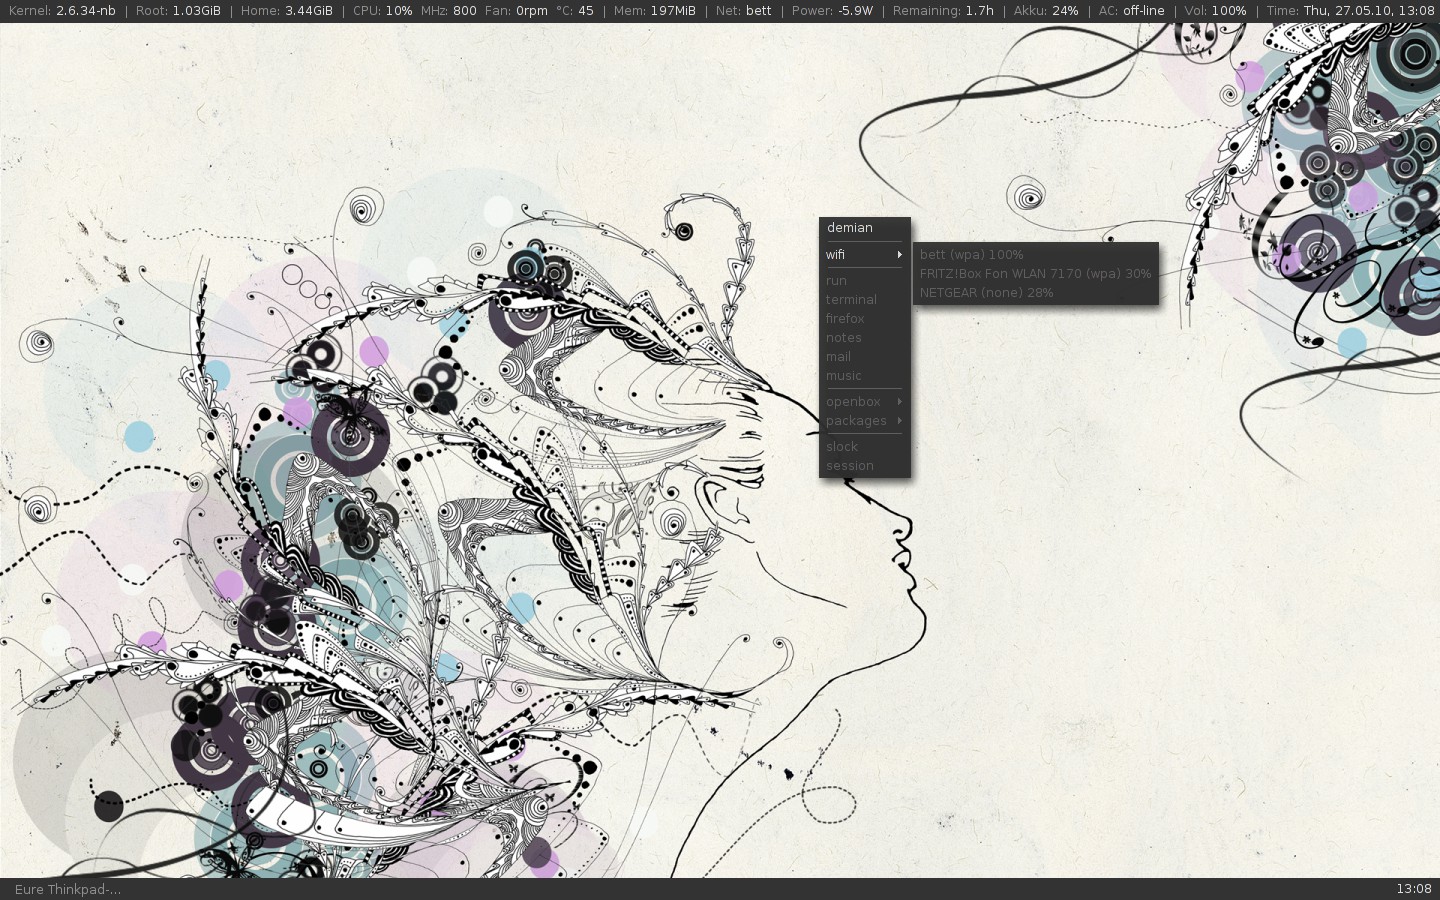 Kernel: 2.6.34-nb | Root: 1.03GiB | Home: 3.44GiB | CPU: 10% MHz: 800 Fan: 0rpm °C: 45 | Mem: 197MiB | Net: bett | Power: -5.9W | Remaining: 1.7h | Akku: 24% | AC: off-line | Vol: 100% | Time: Thu, 27.05.10, 13:08
demian
wifi
bett (wpa) 100%
FRITZ!Box Fon WLAN 7170 (wpa) 30%
NETGEAR (none) 28%
run
terminal
firefox
notes
mail
music
openbox
packages
slock
session
Eure Thinkpad-... 13:08